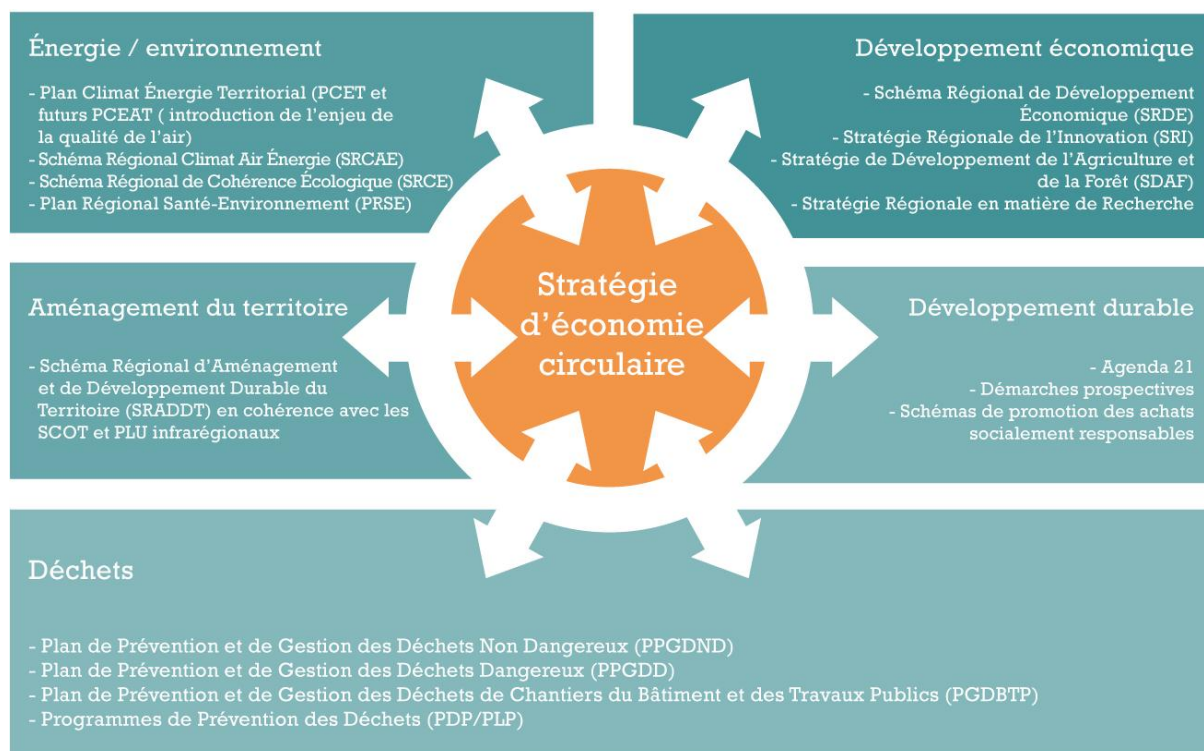 Énergie / environnement
- Plan Climat Énergie Territorial (PCET et
futurs PCEAT ( introduction de l'enjeu de
la qualité de l'air)
- Schéma Régional Climat Air Énergie (SRCAE)
- Schéma Régional de Cohérence Écologique (SRCE)
- Plan Régional Santé-Environnement (PRSE)
Développement économique
- Schéma Régional de Développement
Économique (SRDE)
- Stratégie Régionale de l'Innovation (SRI)
- Stratégie de Développement de l'Agriculture et
de la Forêt (SDAF)
- Stratégie Régionale en matière de Recherche
Aménagement du territoire
- Schéma Régional d'Aménagement
et de Développement Durable du
Territoire (SRADDT) en cohérence avec les
SCOT et PLU infrarégionaux
Stratégie
d'économie
circulaire
Développement durable
- Agenda 21
- Démarches prospectives
- Schémas de promotion des achats
socialement responsables
Déchets
- Plan de Prévention et de Gestion des Déchets Non Dangereux (PPGDND)
- Plan de Prévention et de Gestion des Déchets Dangereux (PPGDD)
- Plan de Prévention et de Gestion des Déchets de Chantiers du Bâtiment et des Travaux Publics (PGDBTP)
- Programmes de Prévention des Déchets (PDP/PLP)